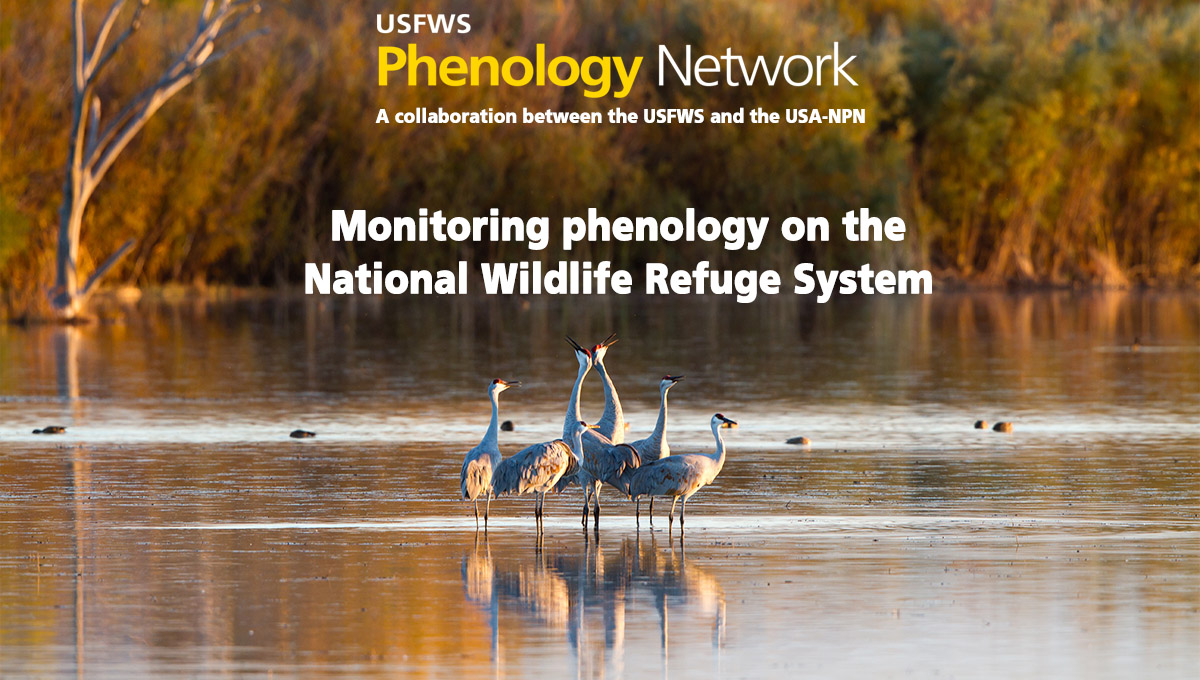 USFWS
Phenology Network
A collaboration between the USFWS and the USA-NPN
Monitoring phenology on the
National Wildlife Refuge System